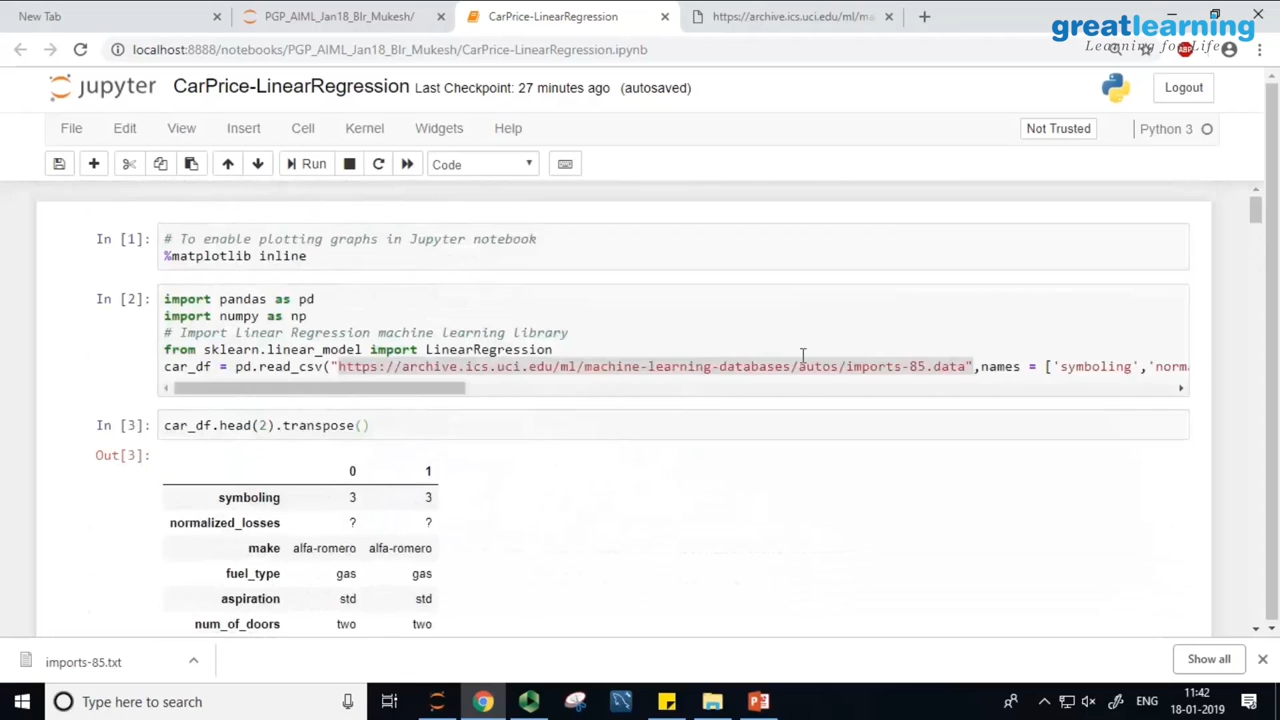 New Tab
PGP_AIML_Jan18_Blr_Mukesh/
CarPrice-LinearRegression
https://archive.ics.uci.edu/ml/ma
greatlearning
Learning for Life
localhost:8888/notebooks/PGP_AIML_Jan18_Blr_Mukesh/CarPrice-LinearRegression.ipynb
ABP
jupyter
CarPrice-LinearRegression Last Checkpoint: 27 minutes ago (autosaved)
Logout
File Edit View Insert Cell Kernel Widgets Help
Not Trusted
Python 3
Run
Code
In [1]:
# To enable plotting graphs in Jupyter notebook
%matplotlib inline
In [2]:
import pandas as pd
import numpy as np
# Import Linear Regression machine learning library
from sklearn.linear_model import LinearRegression
car_df = pd.read_csv("https://archive.ics.uci.edu/ml/machine-learning-databases/autos/imports-85.data",names = ['symboling','norma
In [3]:
car_df.head(2).transpose()
Out[3]:
0 1
symboling 3 3
normalized_losses ? ?
make alfa-romero alfa-romero
fuel_type gas gas
aspiration std std
num_of_doors two two
imports-85.txt
Show all
Type here to search
ENG
11:42
18-01-2019